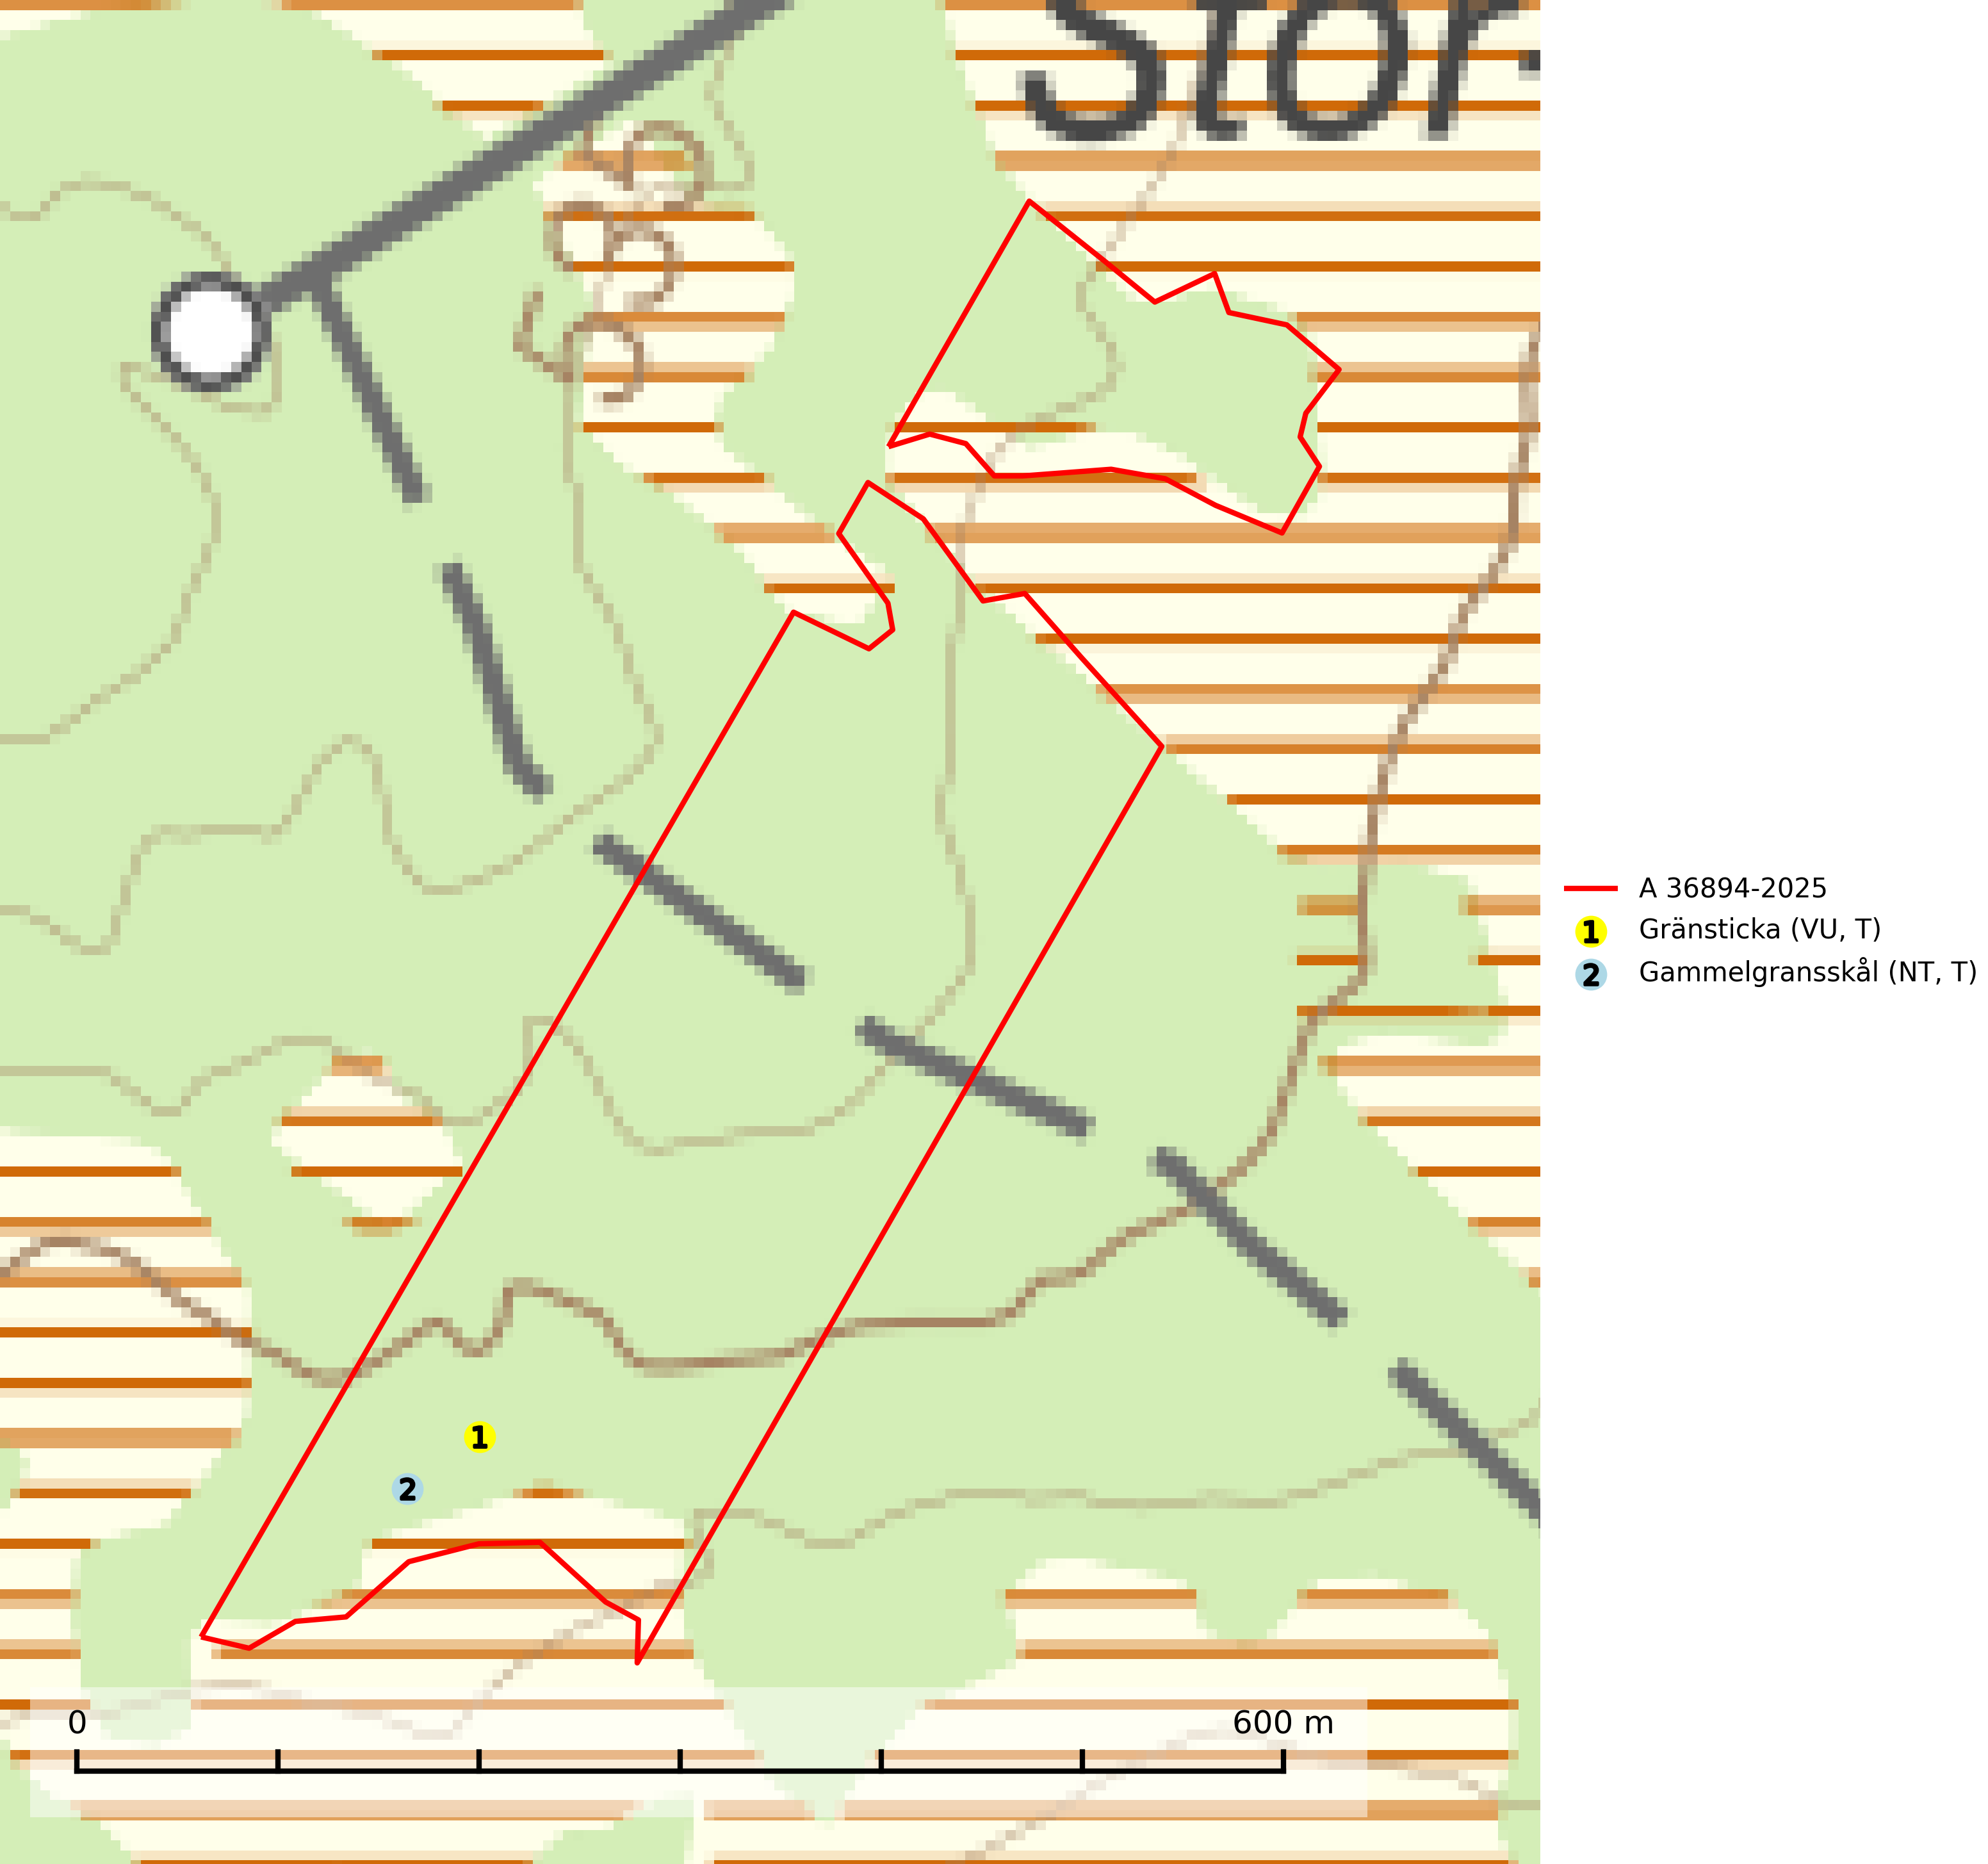 Stor-
A 36894-2025
1 Gränsticka (VU, T)
2 Gammelgransskål (NT, T)
1
2
0 600 m